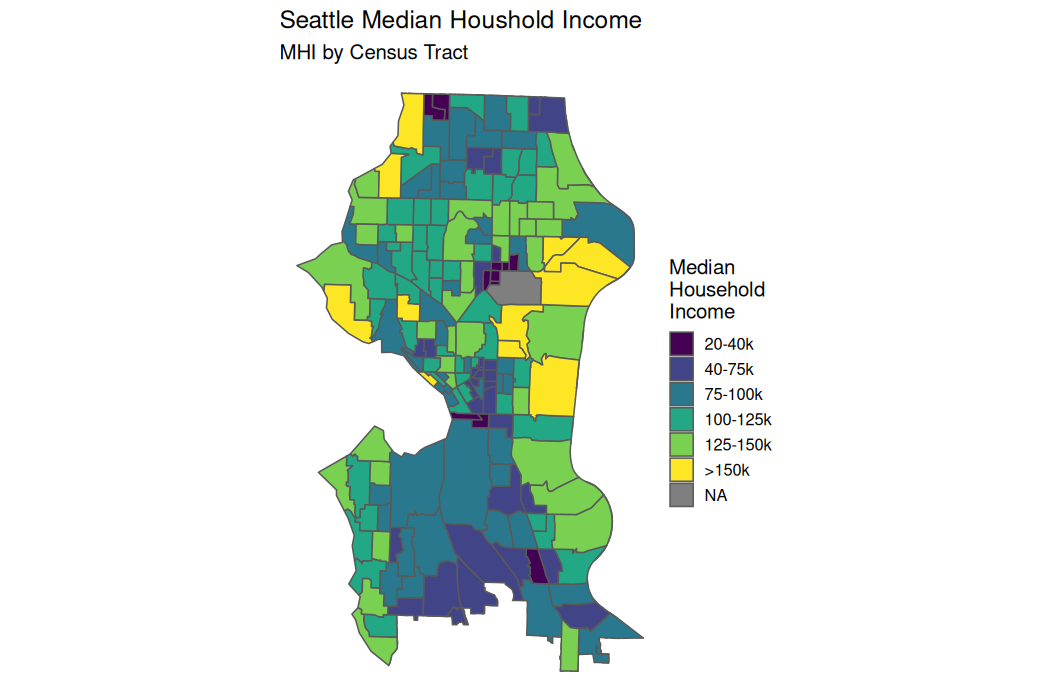 Seattle Median Houshold Income
MHI by Census Tract
Median
Household
Income
20-40k
40-75k
75-100k
100-125k
125-150k
>150k
NA